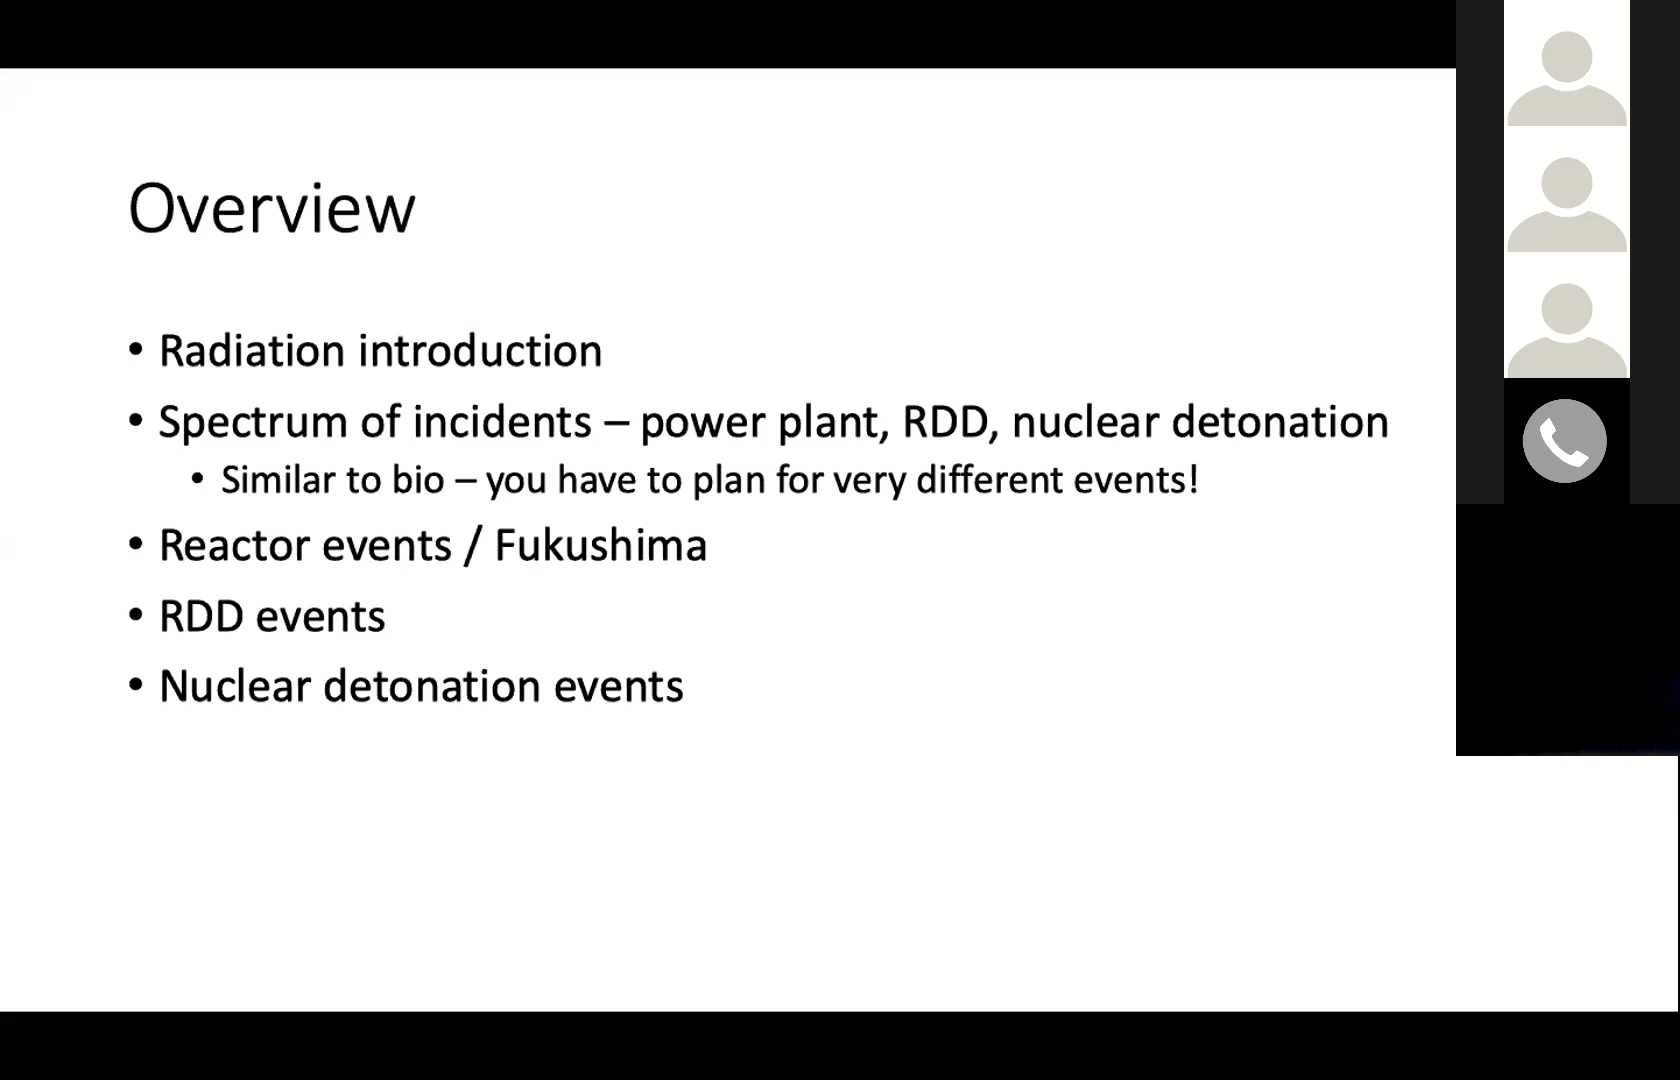 Overview
• Radiation introduction
• Spectrum of incidents – power plant, RDD, nuclear detonation
• Similar to bio – you have to plan for very different events!
• Reactor events / Fukushima
• RDD events
• Nuclear detonation events